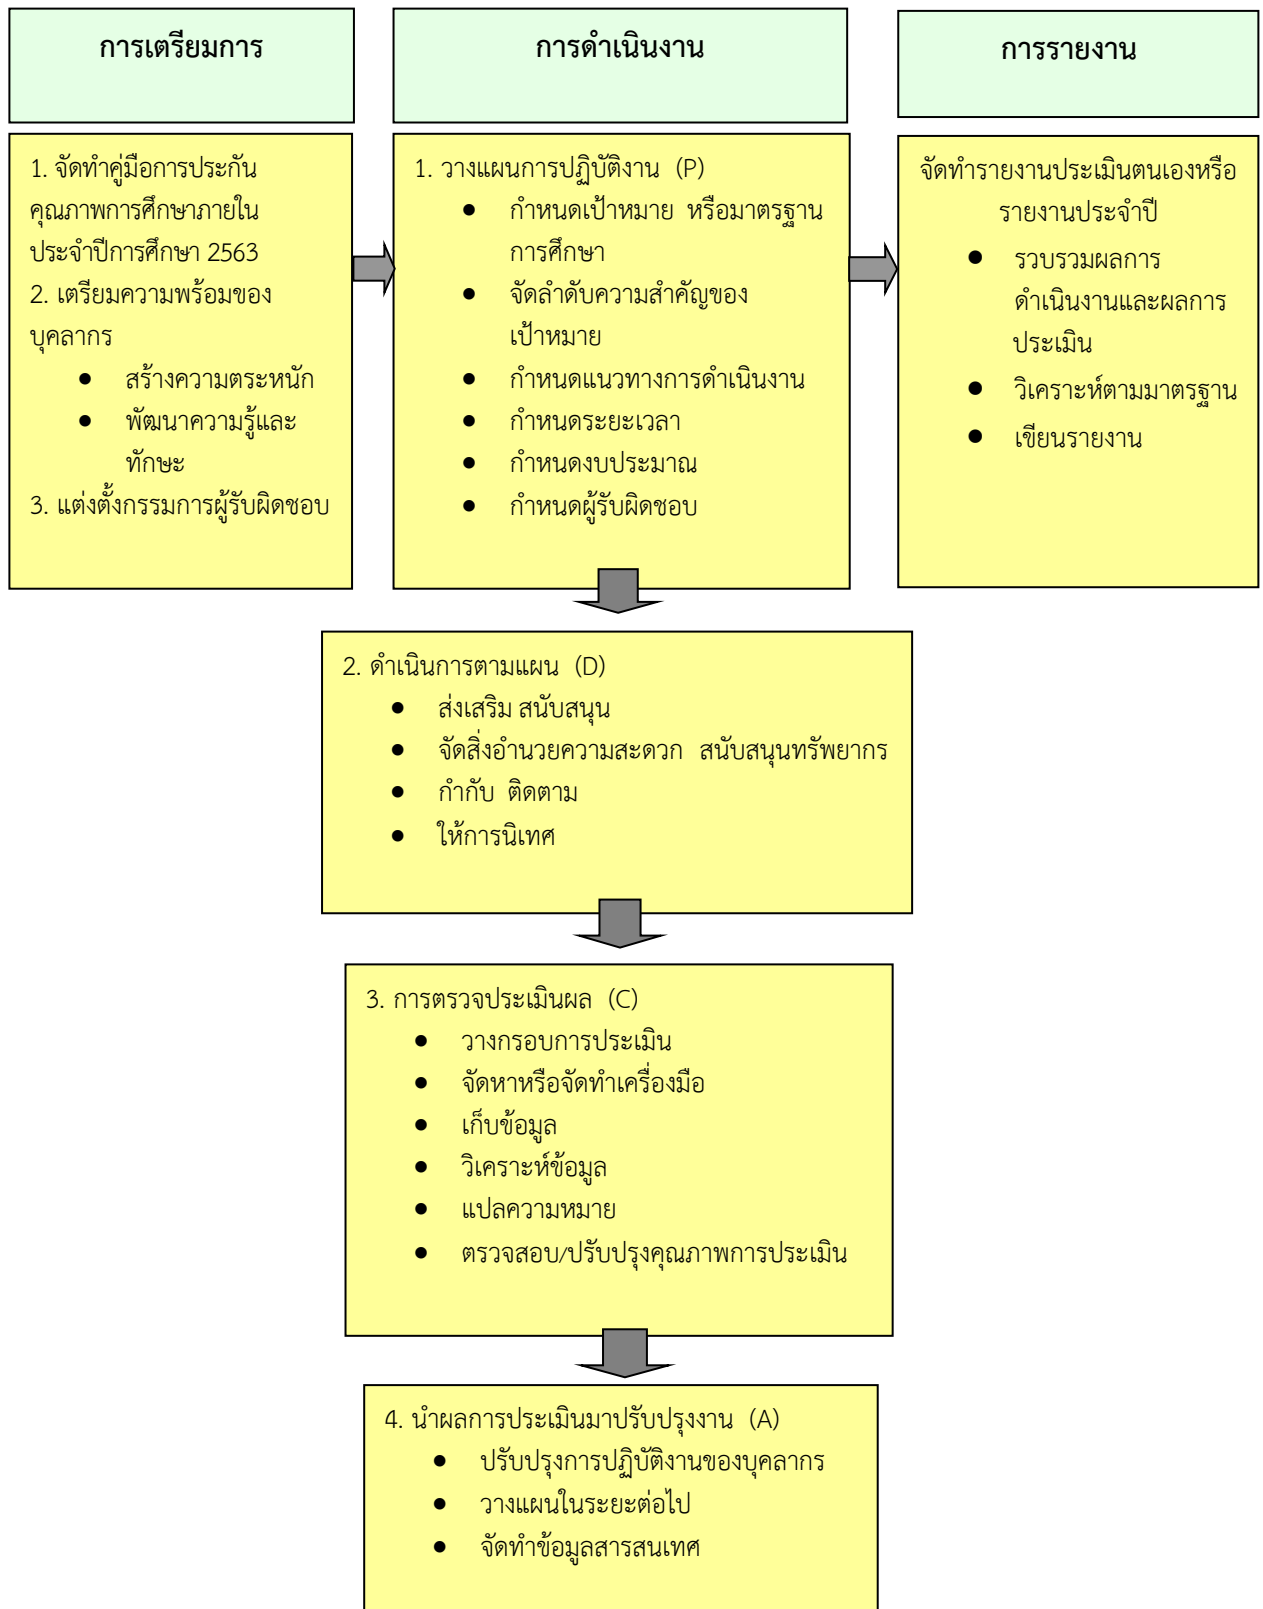 การเตรียมการ
การดำเนินงาน
การรายงาน
1. จัดทำคู่มือการประกัน
คุณภาพการศึกษาภายใน
ประจำปีการศึกษา 2563
2. เตรียมความพร้อมของ
บุคลากร
● สร้างความตระหนัก
● พัฒนาความรู้และ
ทักษะ
3. แต่งตั้งกรรมการผู้รับผิดชอบ
1. วางแผนการปฏิบัติงาน (P)
● กำหนดเป้าหมาย หรือมาตรฐาน
การศึกษา
● จัดลำดับความสำคัญของ
เป้าหมาย
● กำหนดแนวทางการดำเนินงาน
● กำหนดระยะเวลา
● กำหนดงบประมาณ
● กำหนดผู้รับผิดชอบ
จัดทำรายงานประเมินตนเองหรือ
รายงานประจำปี
● รวบรวมผลการ
ดำเนินงานและผลการ
ประเมิน
● วิเคราะห์ตามมาตรฐาน
● เขียนรายงาน
2. ดำเนินการตามแผน (D)
● ส่งเสริม สนับสนุน
● จัดสิ่งอำนวยความสะดวก สนับสนุนทรัพยากร
● กำกับ ติดตาม
● ให้การนิเทศ
3. การตรวจประเมินผล (C)
● วางกรอบการประเมิน
● จัดหาหรือจัดทำเครื่องมือ
● เก็บข้อมูล
● วิเคราะห์ข้อมูล
● แปลความหมาย
● ตรวจสอบ/ปรับปรุงคุณภาพการประเมิน
4. นำผลการประเมินมาปรับปรุงงาน (A)
● ปรับปรุงการปฏิบัติงานของบุคลากร
● วางแผนในระยะต่อไป
● จัดทำข้อมูลสารสนเทศ